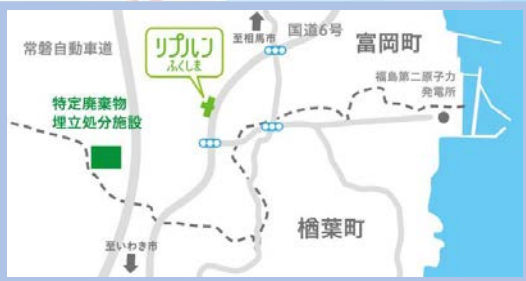 常磐自動車道
リプルン
ふくしま
至相馬市
国道6号
富岡町
福島第二原子力
発電所
特定廃棄物
埋立処分施設
楢葉町
至いわき市